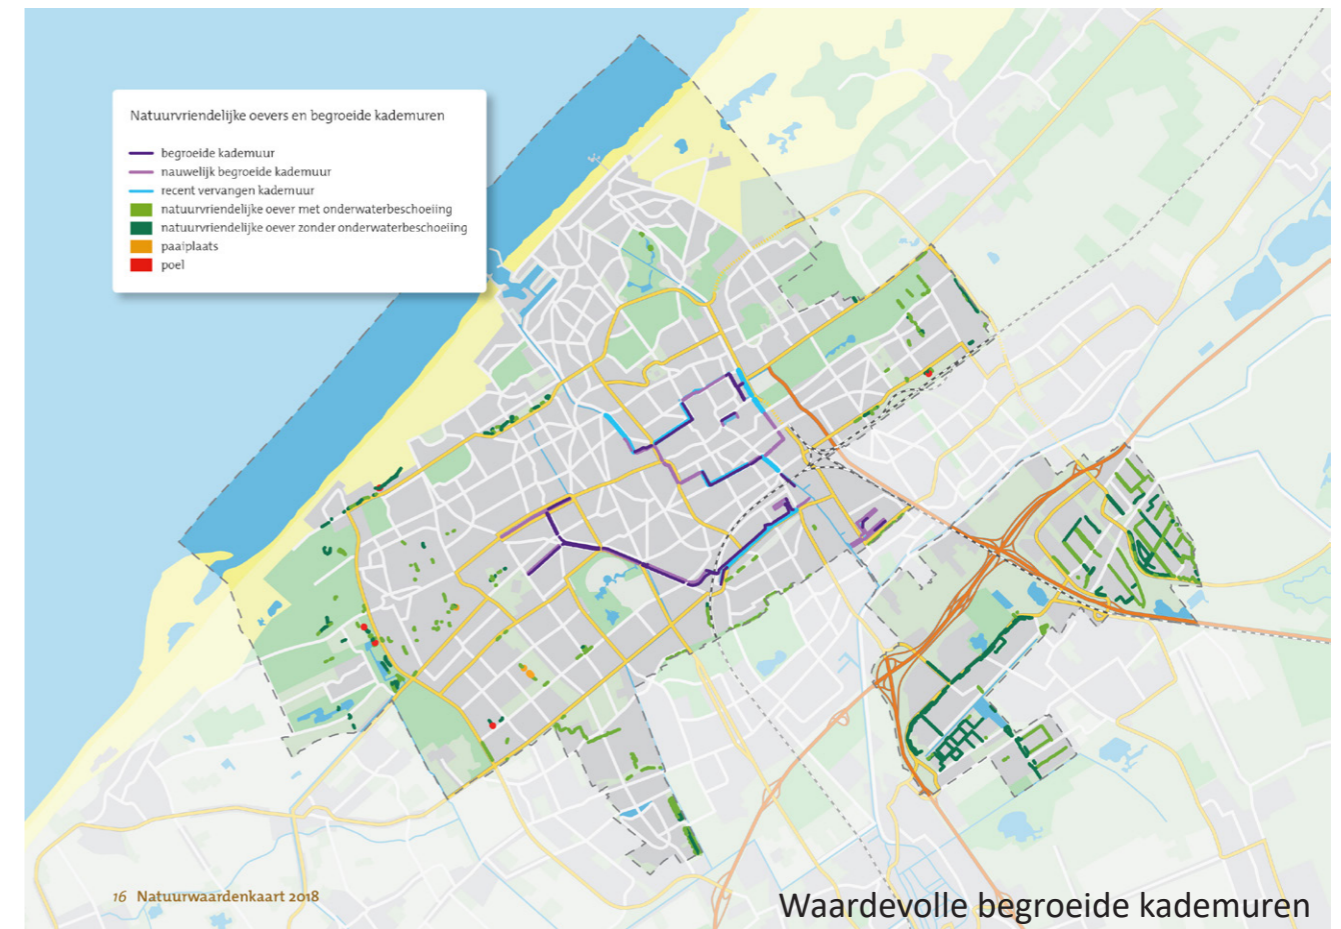 Natuurvriendelijke oevers en begroeide kademuren
begroeide kademuur
nauwelijk begroeide kademuur
recent vervangen kademuur
natuurvriendelijke oever met onderwaterbeschoeiing
natuurvriendelijke oever zonder onderwaterbeschoeiing
paaiplaats
poel
16 Natuurwaardenkaart 2018
Waardevolle begroeide kademuren